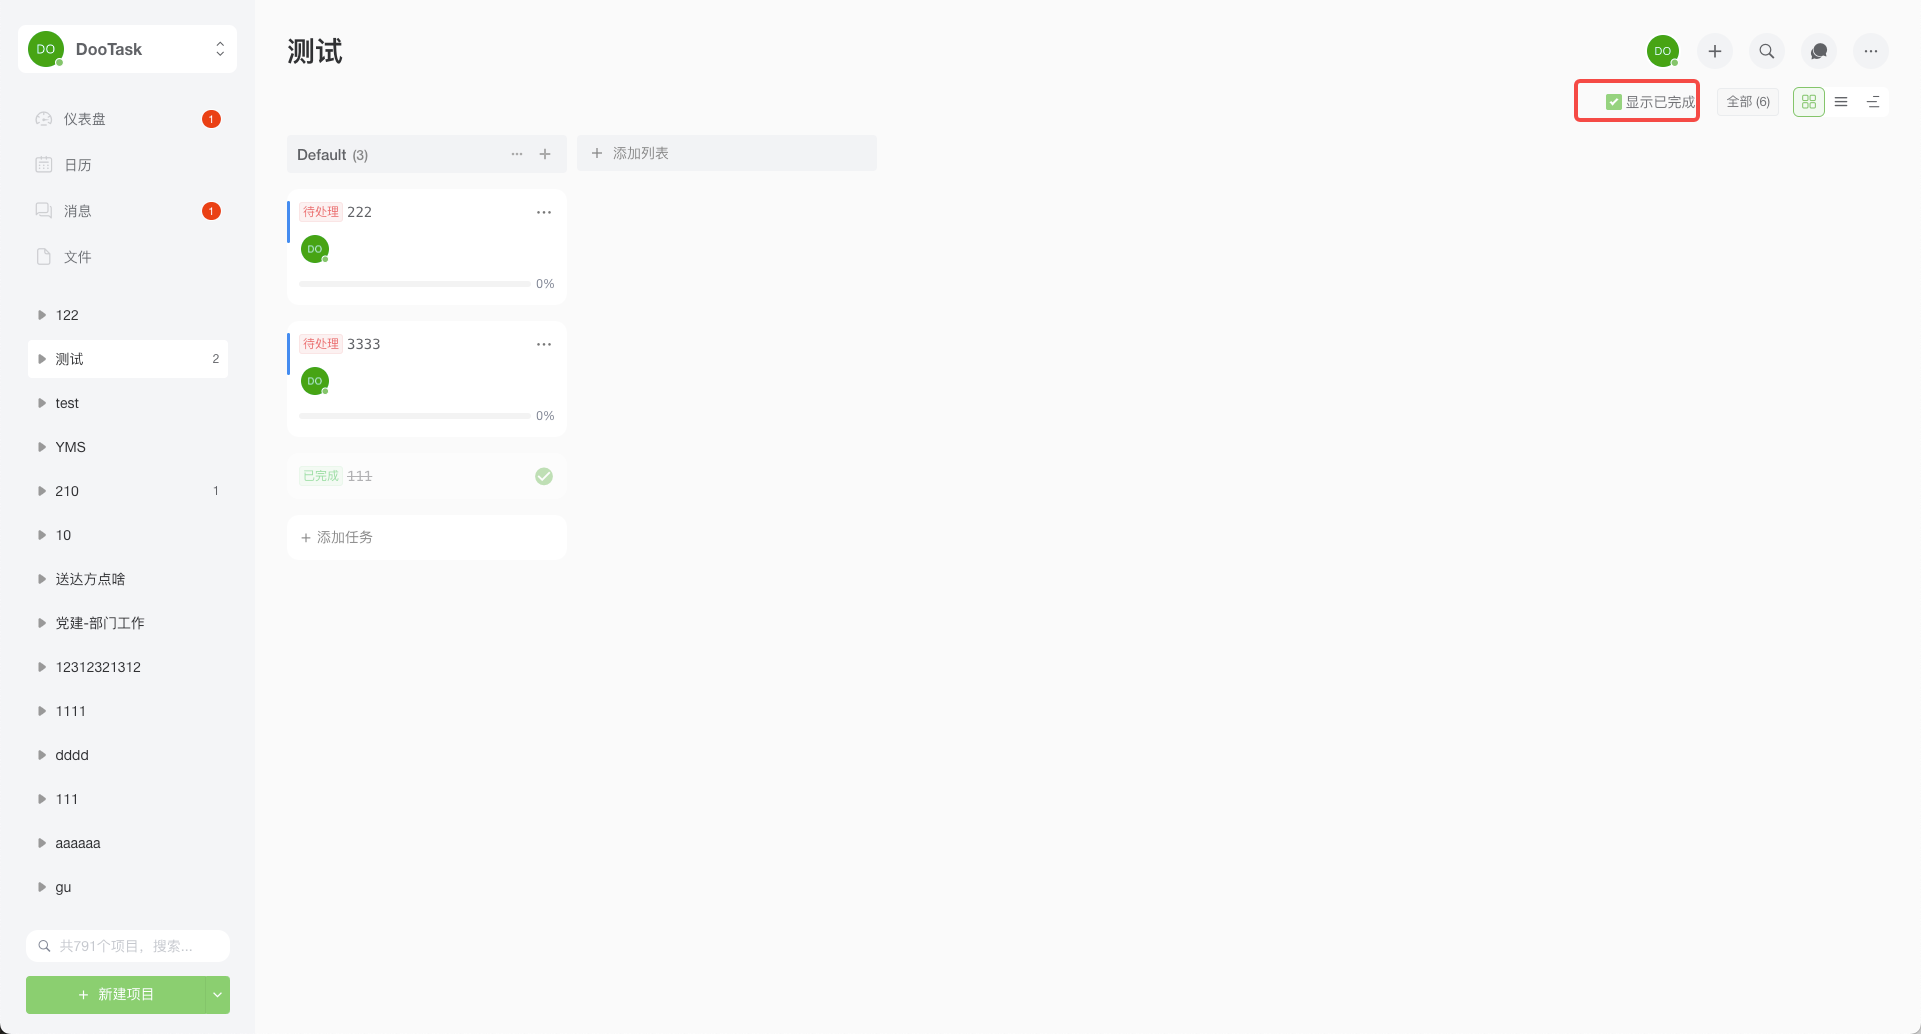 DO
DooTask
仪表盘
1
日历
消息
1
文件
122
测试
2
test
YMS
210
1
10
送达方点啥
党建-部门工作
12312321312
1111
dddd
111
aaaaaa
gu
共791个项目，搜索...
新建项目
测试
DO
显示已完成
全部 (6)
Default (3)
添加列表
待处理 222
DO
0%
待处理 3333
DO
0%
已完成 111
添加任务